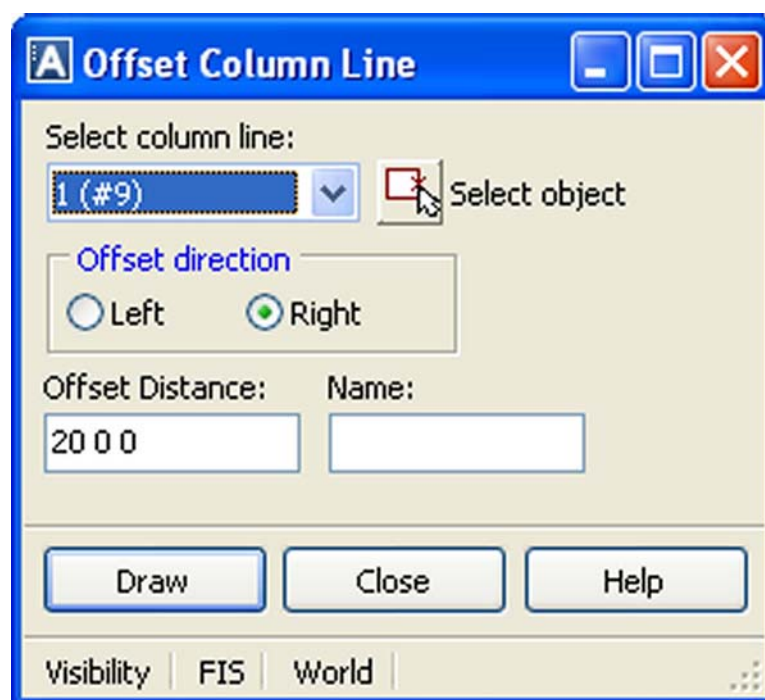 A Offset Column Line
Select column line:
1 (#9) Select object
Offset direction
Left Right
Offset Distance: Name:
20 0 0
Draw Close Help
Visibility FIS World